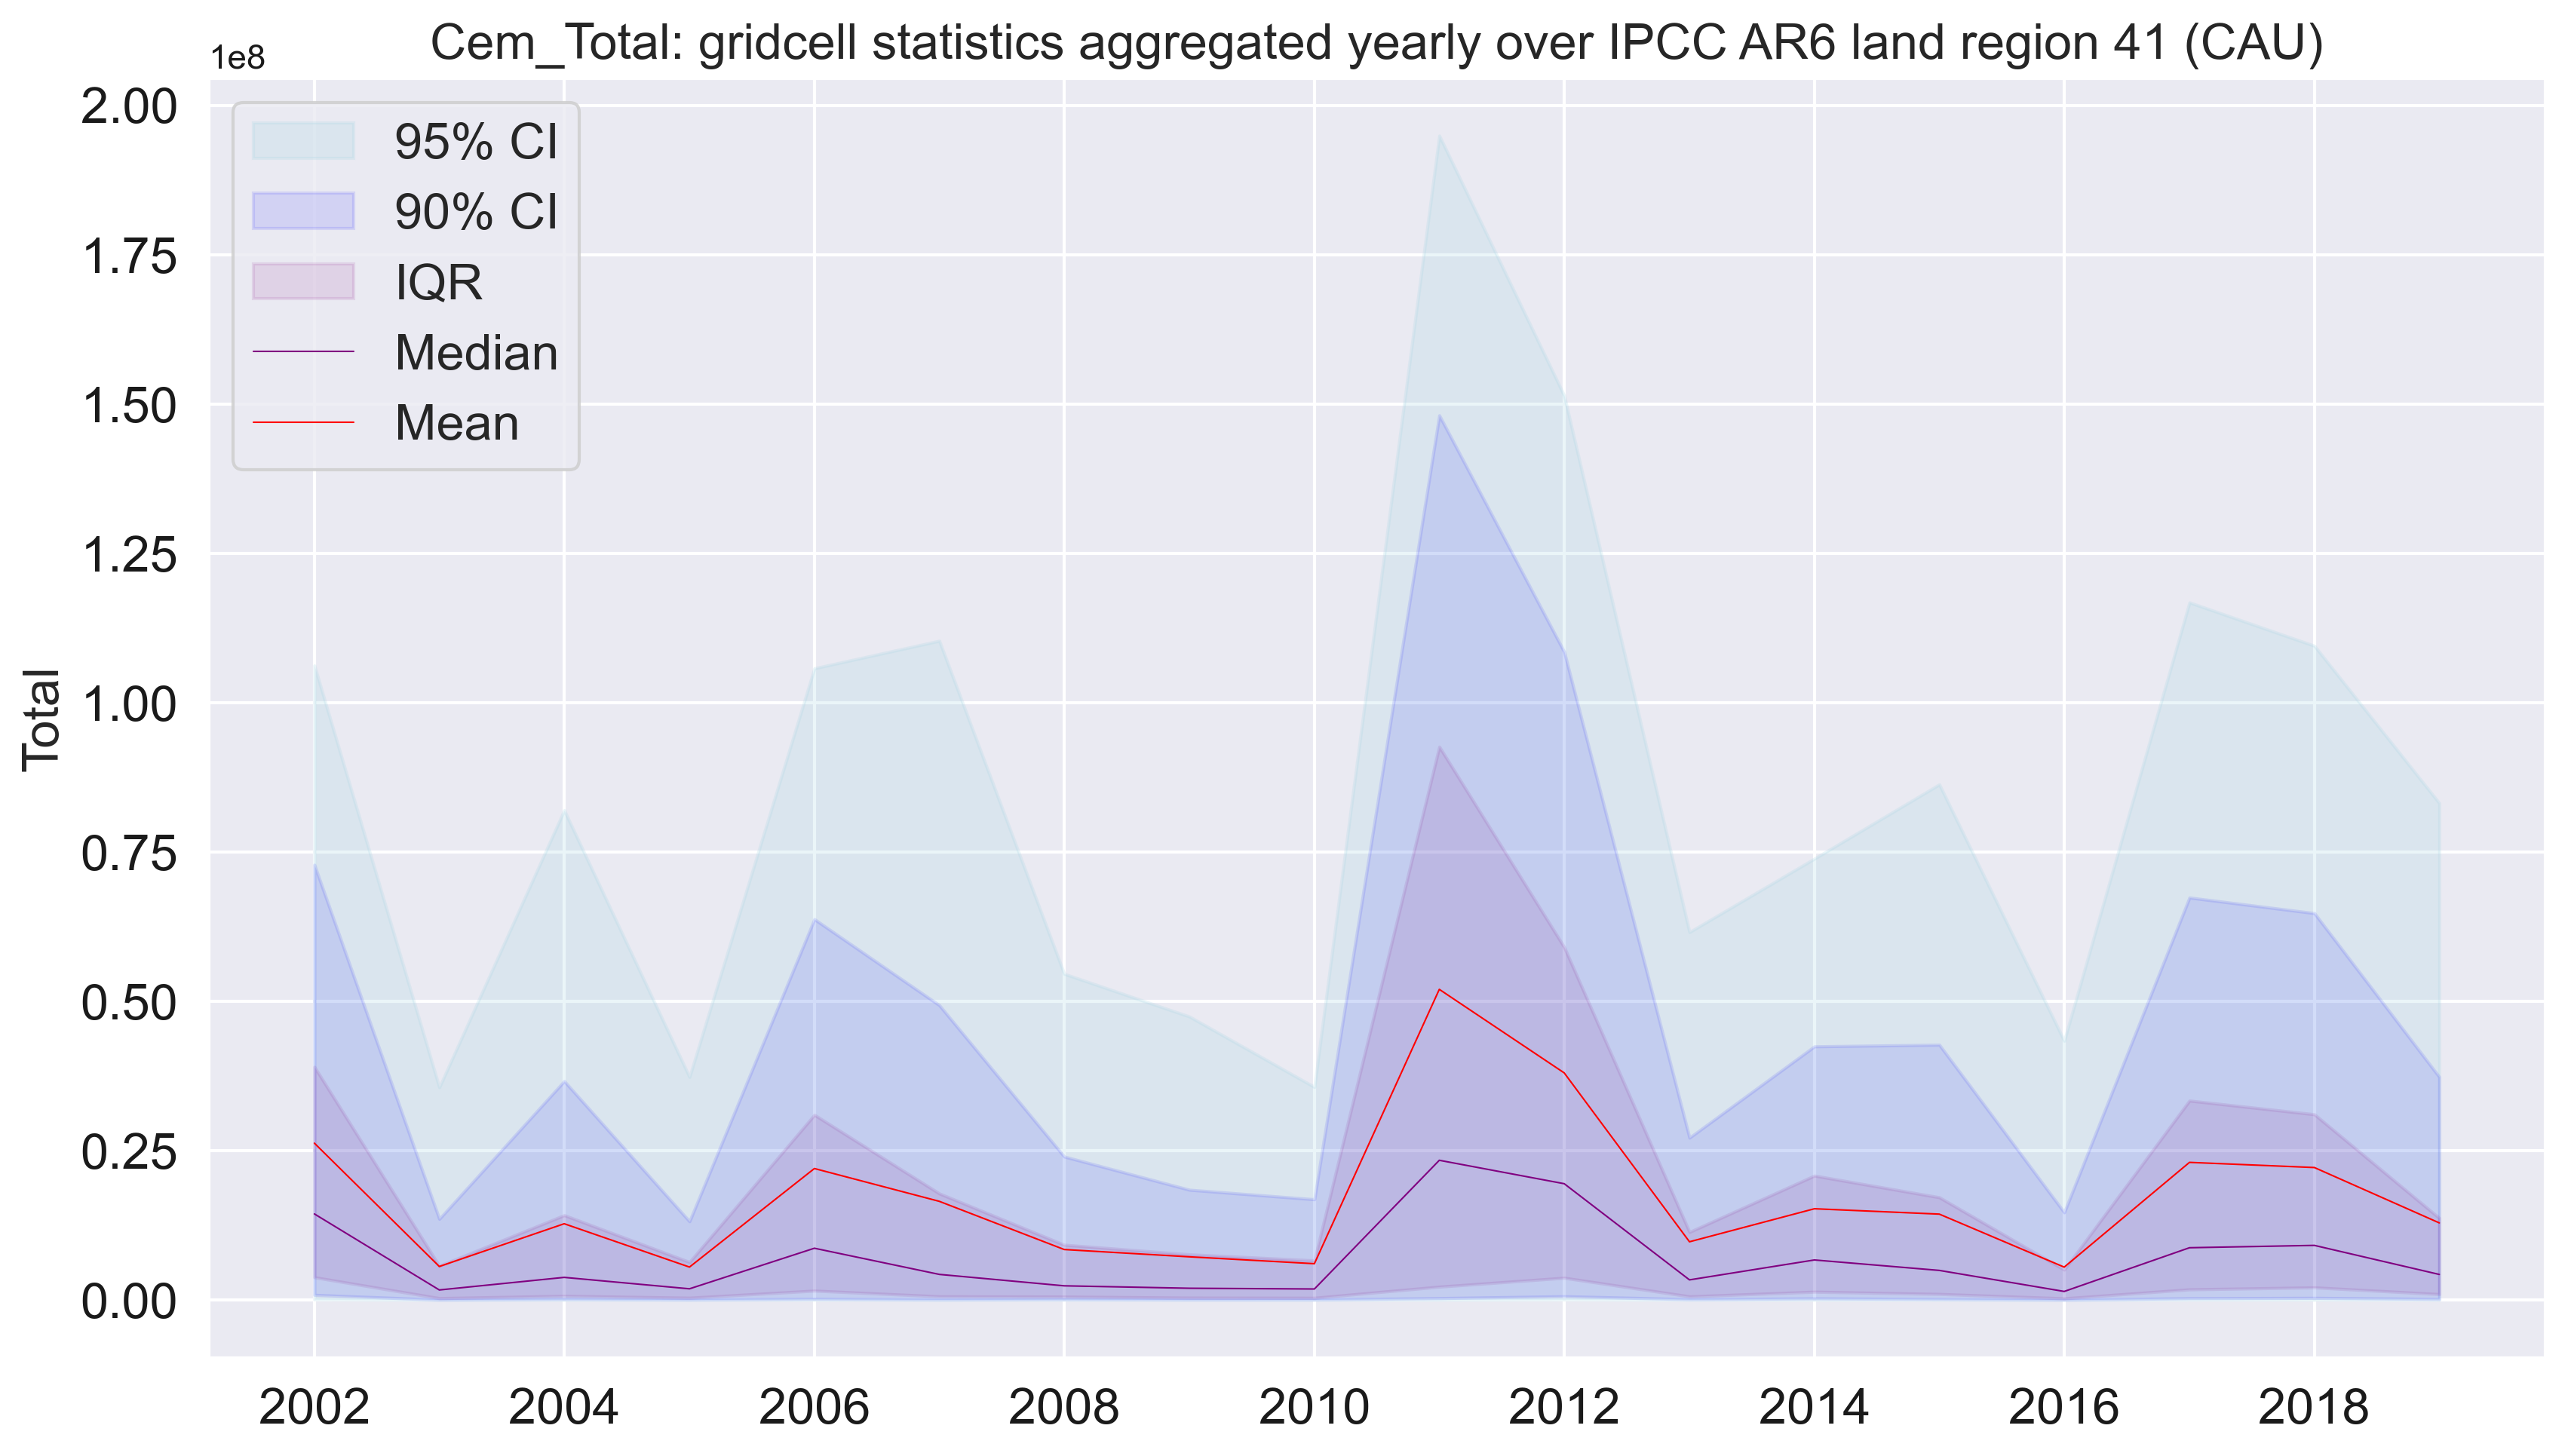 Cem_Total: gridcell statistics aggregated yearly over IPCC AR6 land region 41 (CAU)
1e8
2.00
1.75
1.50
1.25
1.00
0.75
0.50
0.25
0.00
Total
95% CI
90% CI
IQR
Median
Mean
2002 2004 2006 2008 2010 2012 2014 2016 2018